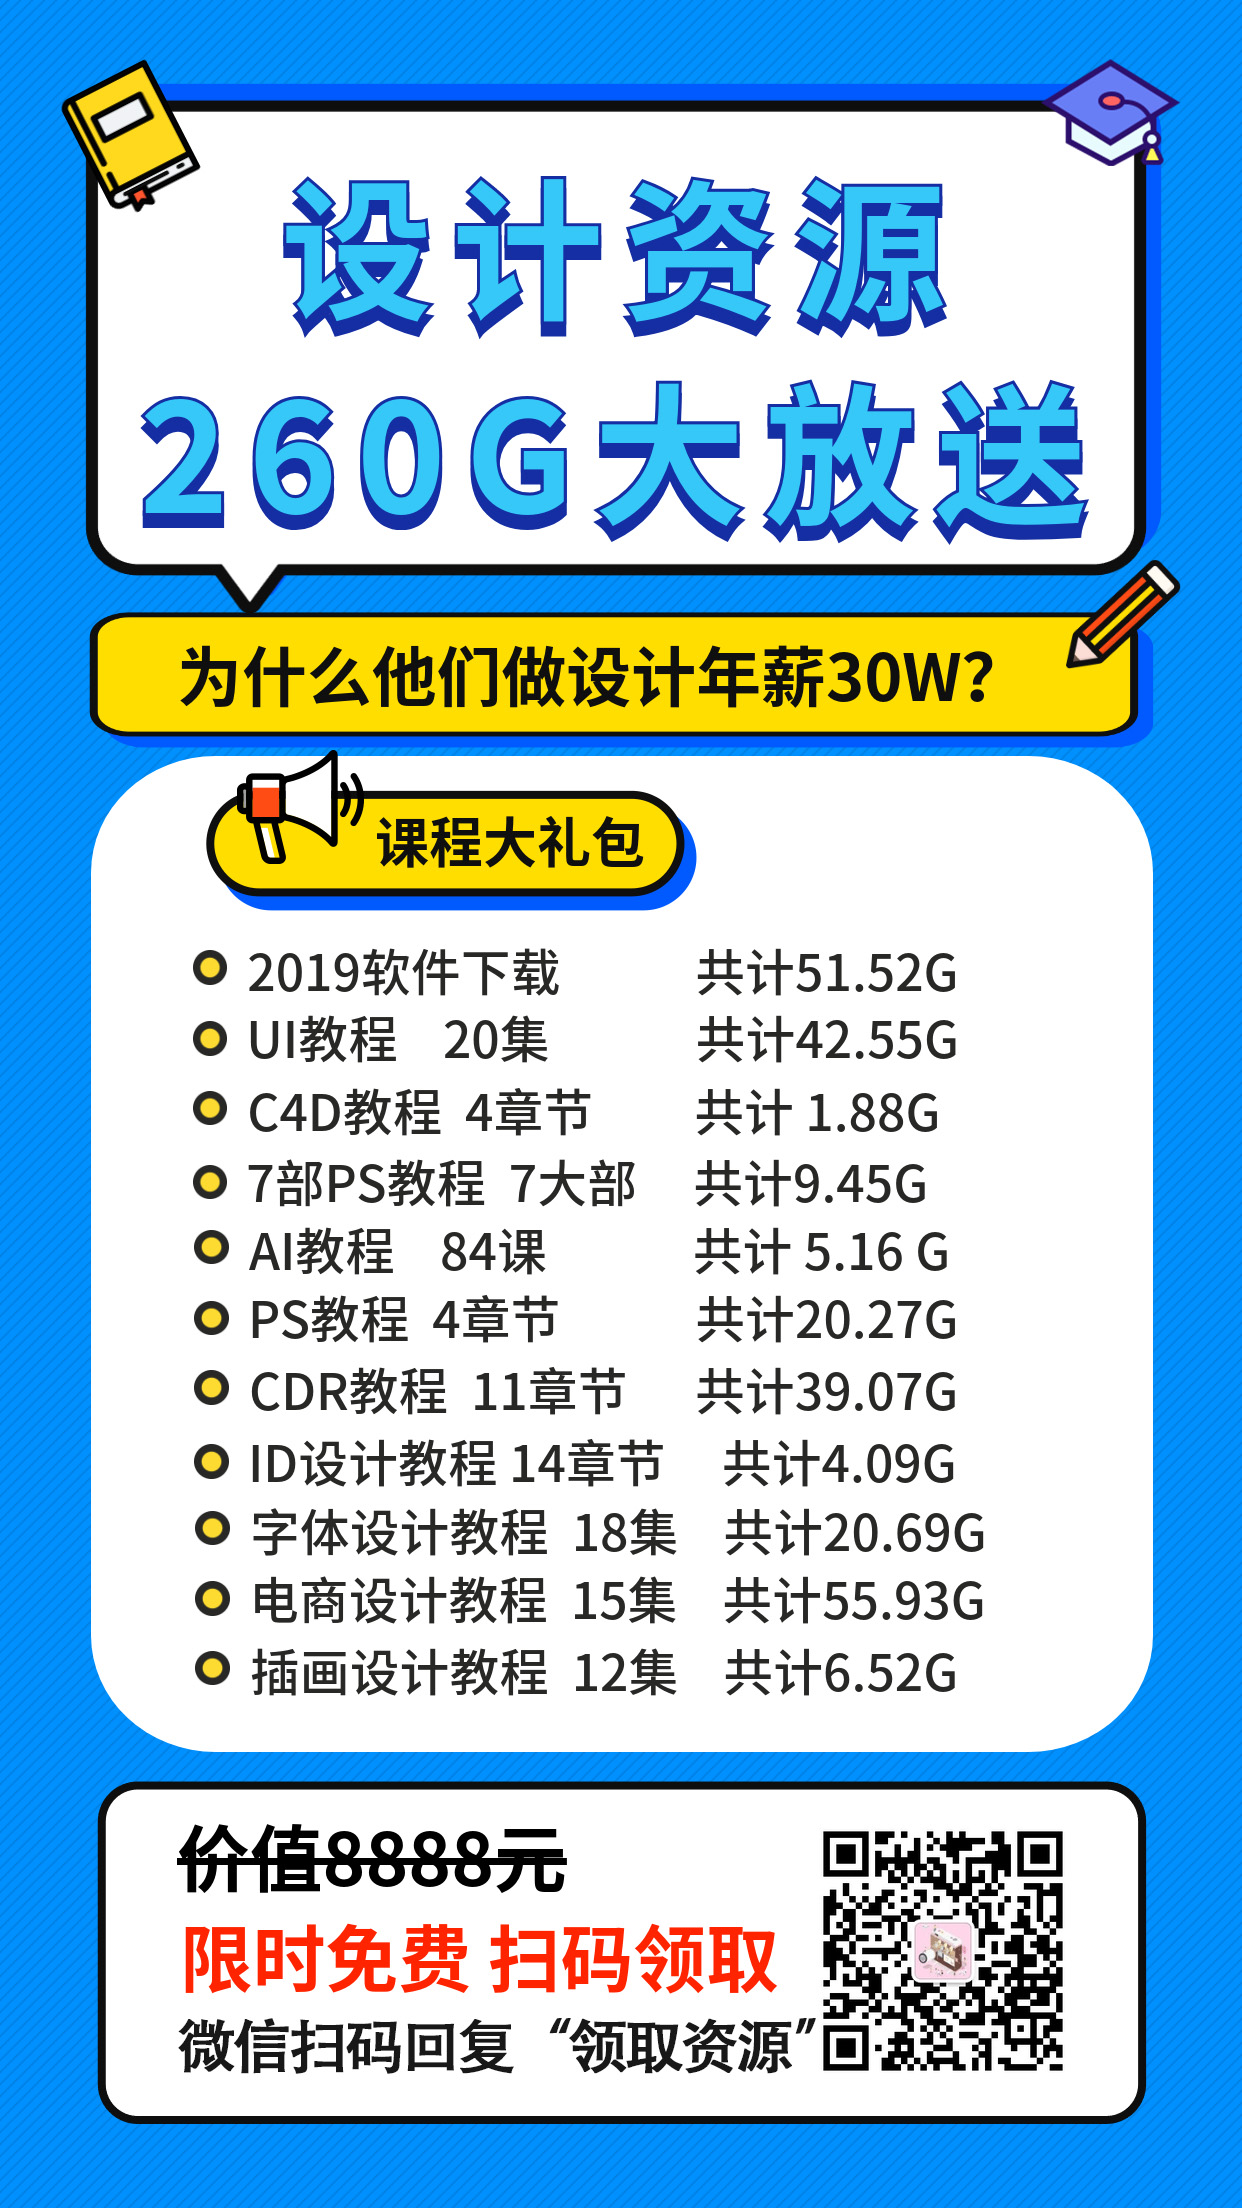 设计资源
260G大放送
为什么他们做设计年薪30W?
课程大礼包
2019软件下载 共计51.52G
UI教程 20集 共计42.55G
C4D教程 4章节 共计 1.88G
7部PS教程 7大部 共计9.45G
AI教程 84课 共计 5.16 G
PS教程 4章节 共计20.27G
CDR教程 11章节 共计39.07G
ID设计教程 14章节 共计4.09G
字体设计教程 18集 共计20.69G
电商设计教程 15集 共计55.93G
插画设计教程 12集 共计6.52G
价值8888元
限时免费 扫码领取
微信扫码回复“领取资源”